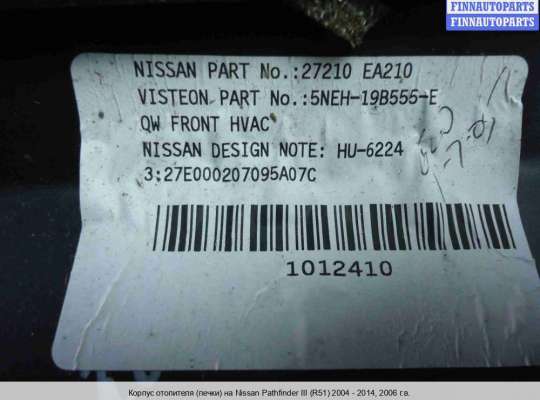 FINNAUTOPARTS
FINNAUTOPARTS
NISSAN PART No.:27210 EA210
VISTEON PART No.:5NEH-19B555-E
QW FRONT HVAC
NISSAN DESIGN NOTE: HU-6224
3:27E000207095A07C
1012410
Корпус отопителя (печки) на Nissan Pathfinder III (R51) 2004 - 2014, 2006 г.в.